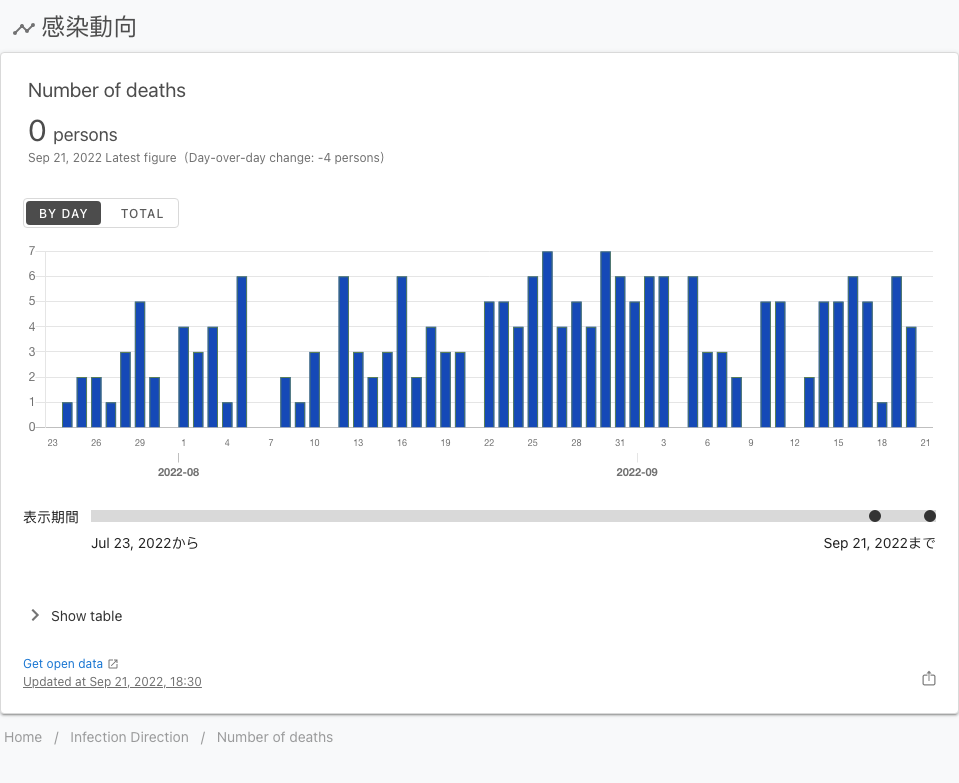 感染動向
Number of deaths
0 persons
Sep 21, 2022 Latest figure (Day-over-day change: -4 persons)
BY DAY TOTAL
7
6
5
4
3
2
1
0
23 26 29 1 4 7 10 13 16 19 22 25 28 31 3 6 9 12 15 18 21
2022-08 2022-09
表示期間
Jul 23, 2022から Sep 21, 2022まで
Show table
Get open data
Updated at Sep 21, 2022, 18:30
Home / Infection Direction / Number of deaths